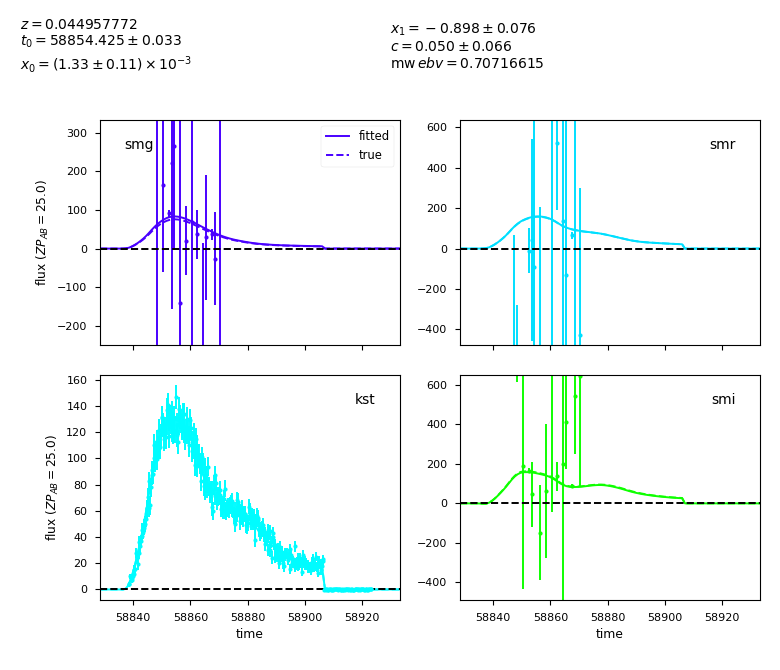 z = 0.044957772
t₀ = 58854.425 ± 0.033
x₀ = (1.33 ± 0.11) × 10⁻³
x₁ = −0.898 ± 0.076
c = 0.050 ± 0.066
mw ebv = 0.70716615
smg
fitted
true
300
200
100
0
−100
−200
flux (ZP_AB = 25.0)
smr
600
400
200
0
−200
−400
kst
160
140
120
100
80
60
40
20
0
flux (ZP_AB = 25.0)
58840 58860 58880 58900 58920
time
smi
600
400
200
0
−200
−400
58840 58860 58880 58900 58920
time